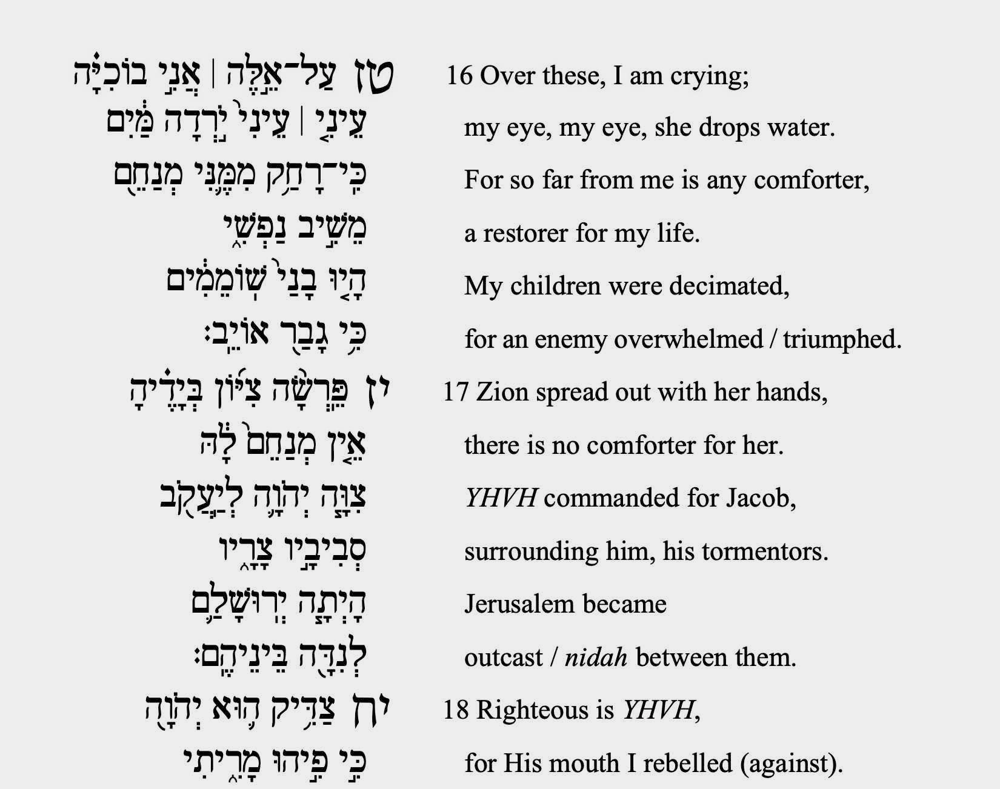 טז עַל־אֵ֣לֶּה ׀ אֲנִ֣י בוֹכִיָּ֗ה 16 Over these, I am crying;
עֵינִ֤י ׀ עֵינִי֙ יֹ֣רְדָה מַּ֔יִם my eye, my eye, she drops water.
כִּֽי־רָחַ֥ק מִמֶּ֛נִּי מְנַחֵ֖ם For so far from me is any comforter,
מֵשִׁ֣יב נַפְשִׁ֑י a restorer for my life.
הָי֤וּ בָנַי֙ שֽׁוֹמֵמִ֔ים My children were decimated,
כִּ֥י גָבַ֖ר אוֹיֵֽב׃ for an enemy overwhelmed / triumphed.
יז פֵּֽרְשָׂ֨ה צִיּ֜וֹן בְּיָדֶ֗יהָ 17 Zion spread out with her hands,
אֵ֤ין מְנַחֵם֙ לָ֔הּ there is no comforter for her.
צִוָּ֧ה יְהֹוָ֛ה לְיַֽעֲקֹ֖ב YHVH commanded for Jacob,
סְבִיבָ֣יו צָרָ֑יו surrounding him, his tormentors.
הָיְתָ֧ה יְרֽוּשָׁלִַ֛ם Jerusalem became
לְנִדָּ֖ה בֵּינֵיהֶֽם׃ outcast / nidah between them.
יח צַדִּ֥יק ה֛וּא יְהֹוָ֖ה 18 Righteous is YHVH,
כִּ֣י פִ֣יהוּ מָרִ֑יתִי for His mouth I rebelled (against).